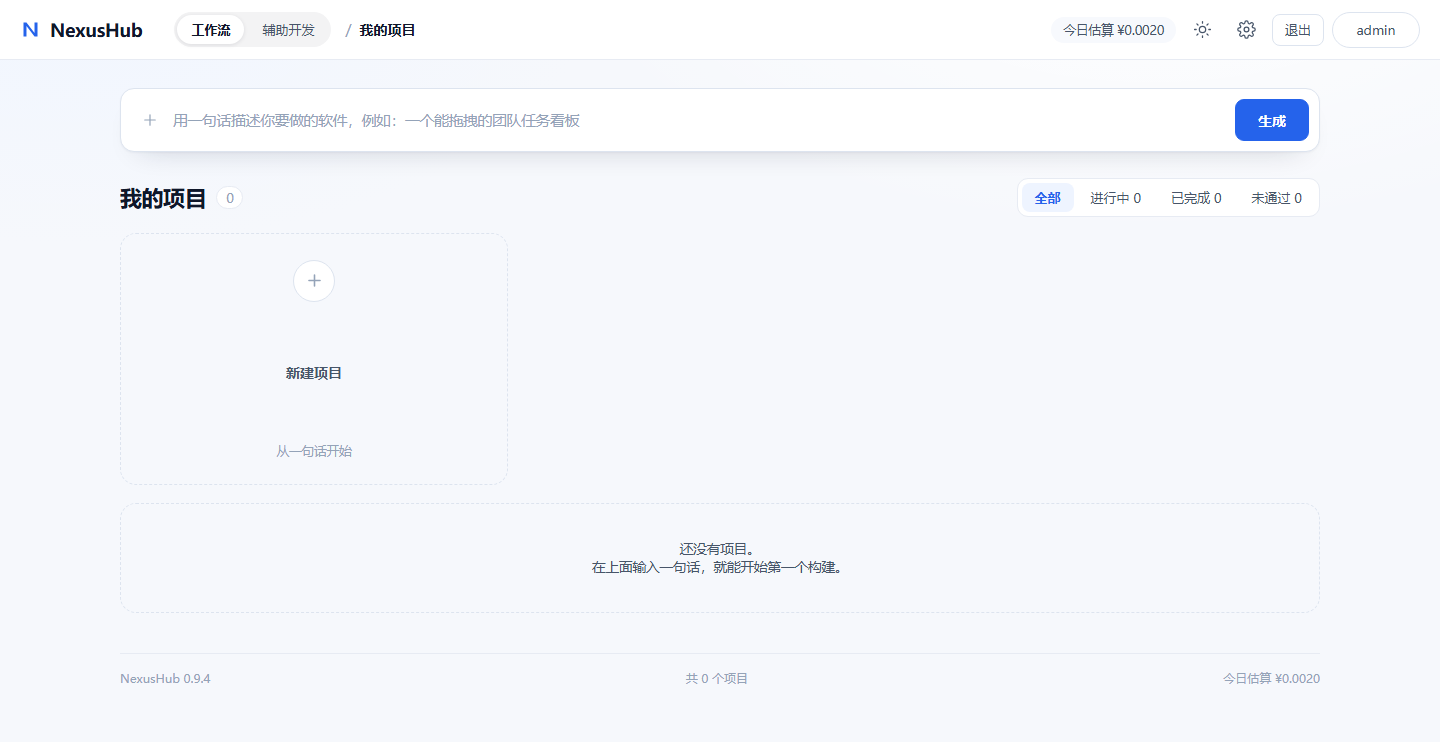 NexusHub
工作流
辅助开发
/ 我的项目
今日估算 ¥0.0020
退出
admin
用一句话描述你要做的软件，例如：一个能拖拽的团队任务看板
生成
我的项目 0
全部
进行中 0
已完成 0
未通过 0
新建项目
从一句话开始
还没有项目。
在上面输入一句话，就能开始第一个构建。
NexusHub 0.9.4
共 0 个项目
今日估算 ¥0.0020